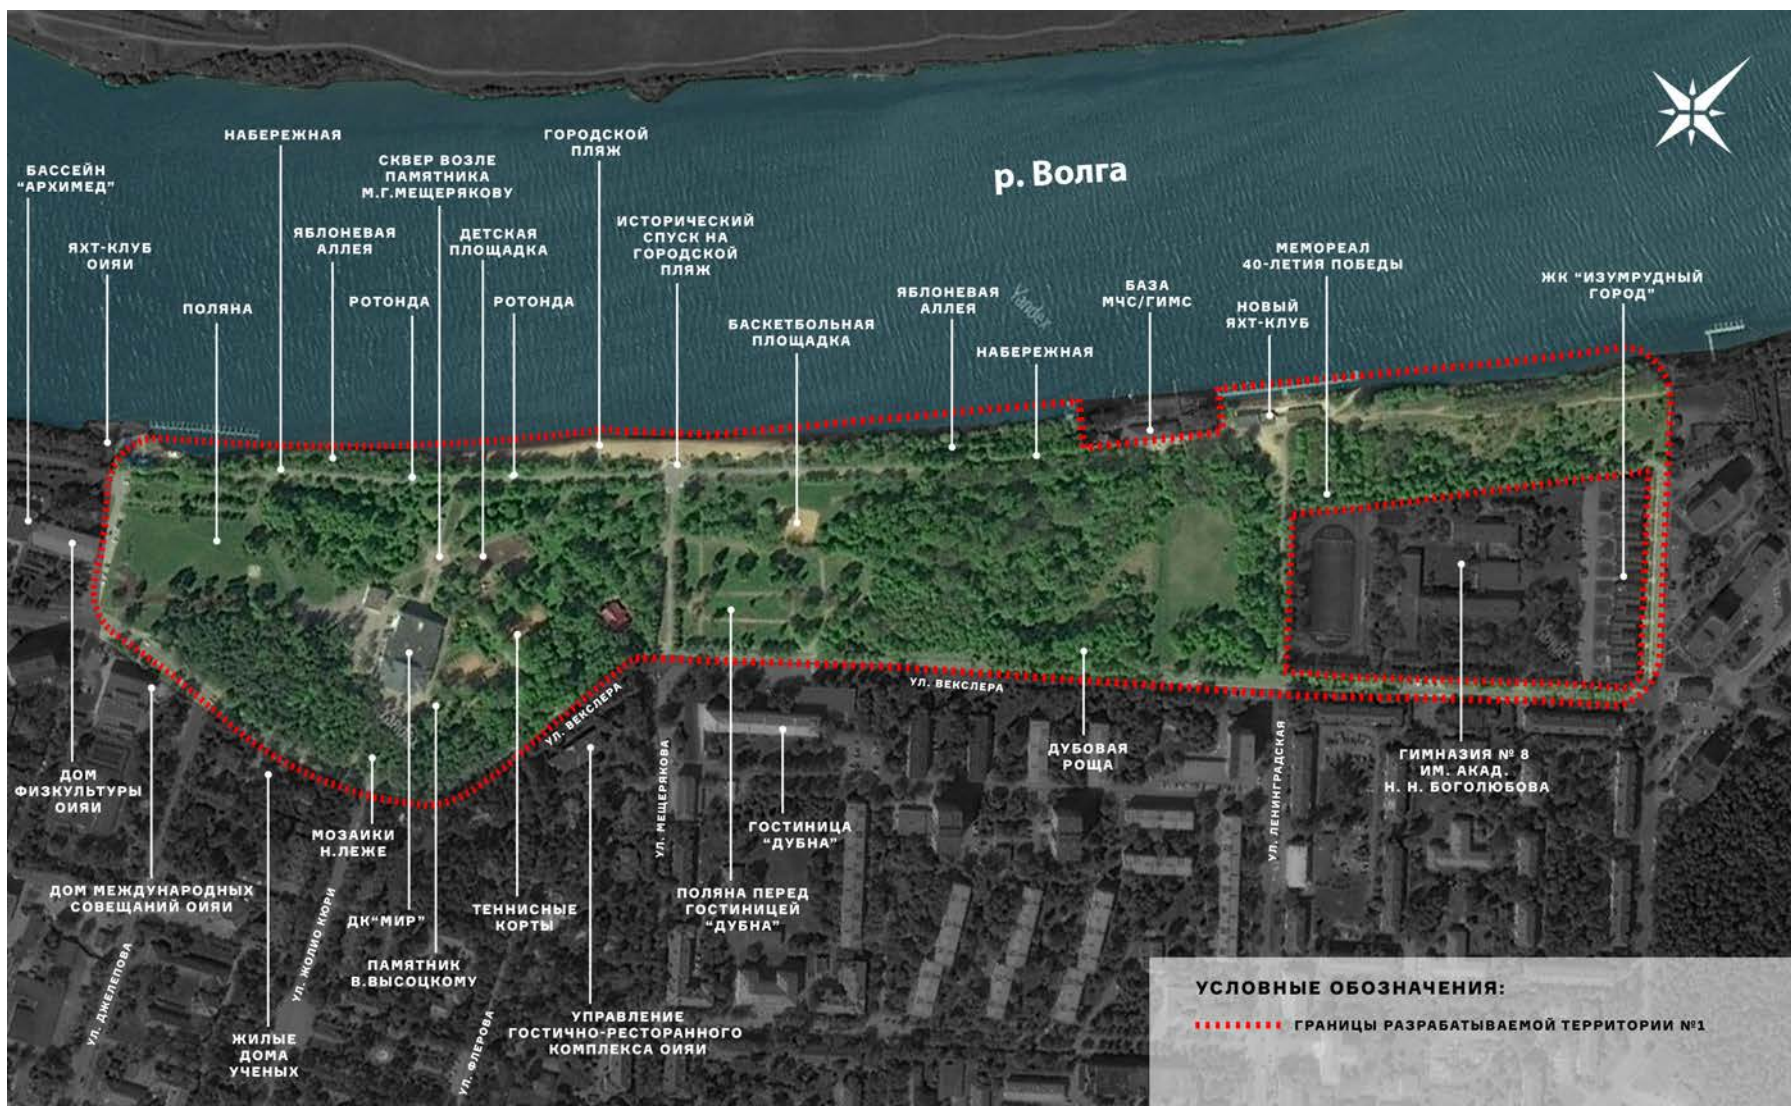 НАБЕРЕЖНАЯ
ГОРОДСКОЙ
ПЛЯЖ
БАССЕЙН
“АРХИМЕД”
СКВЕР ВОЗЛЕ
ПАМЯТНИКА
М.Г.МЕЩЕРЯКОВУ
р. Волга
ЯХТ-КЛУБ
ОИЯИ
ЯБЛОНЕВАЯ
АЛЛЕЯ
ДЕТСКАЯ
ПЛОЩАДКА
ИСТОРИЧЕСКИЙ
СПУСК НА
ГОРОДСКОЙ
ПЛЯЖ
МЕМОРЕАЛ
40-ЛЕТИЯ ПОБЕДЫ
ЖК “ИЗУМРУДНЫЙ
ГОРОД”
ПОЛЯНА
РОТОНДА
РОТОНДА
ЯБЛОНЕВАЯ
АЛЛЕЯ
Yandex
БАЗА
МЧС/ГИМС
НОВЫЙ
ЯХТ-КЛУБ
БАСКЕТБОЛЬНАЯ
ПЛОЩАДКА
НАБЕРЕЖНАЯ
УЛ. ВЕКСЛЕРА
УЛ. ВЕКСЛЕРА
УЛ. МЕЩЕРЯКОВА
УЛ. ЛЕНИНГРАДСКАЯ
ДОМ
ФИЗКУЛЬТУРЫ
ОИЯИ
ДУБОВАЯ
РОЩА
ГИМНАЗИЯ № 8
ИМ. АКАД.
Н. Н. БОГОЛЮБОВА
МОЗАИКИ
Н.ЛЕЖЕ
ГОСТИНИЦА
“ДУБНА”
ДОМ МЕЖДУНАРОДНЫХ
СОВЕЩАНИЙ ОИЯИ
ДК“МИР”
ТЕННИСНЫЕ
КОРТЫ
ПОЛЯНА ПЕРЕД
ГОСТИНИЦЕЙ
“ДУБНА”
УЛ. ДЖЕЛЕПОВА
УЛ. ЖОЛИО КЮРИ
ПАМЯТНИК
В.ВЫСОЦКОМУ
УЛ. ФЛЕРОВА
ЖИЛЫЕ
ДОМА
УЧЕНЫХ
УПРАВЛЕНИЕ
ГОСТИЧНО-РЕСТОРАННОГО
КОМПЛЕКСА ОИЯИ
УСЛОВНЫЕ ОБОЗНАЧЕНИЯ:
ГРАНИЦЫ РАЗРАБАТЫВАЕМОЙ ТЕРРИТОРИИ №1